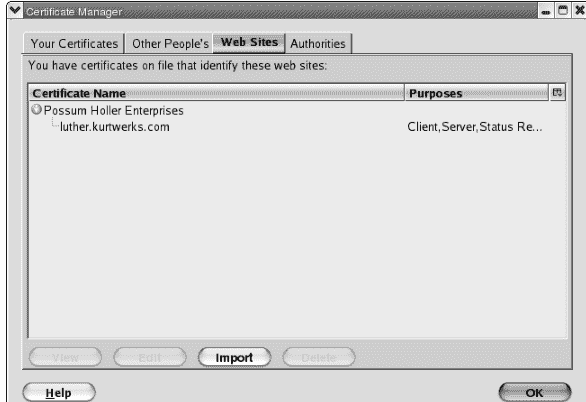 Certificate Manager
Your Certificates Other People's Web Sites Authorities
You have certificates on file that identify these web sites:
Certificate Name Purposes
Possum Holler Enterprises
luther.kurtwerks.com Client,Server,Status Re...
View Edit Import Delete
Help OK